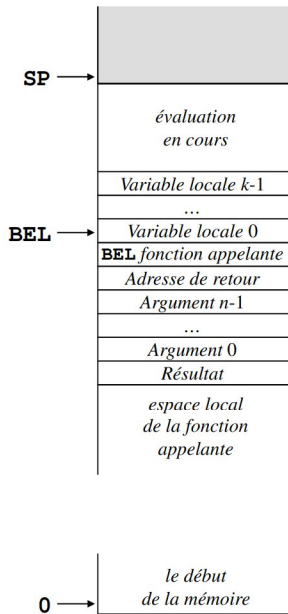 SP
évaluation
en cours
Variable locale k-1
...
BEL
Variable locale 0
BEL fonction appelante
Adresse de retour
Argument n-1
...
Argument 0
Résultat
espace local
de la fonction
appelante
le début
de la mémoire
0